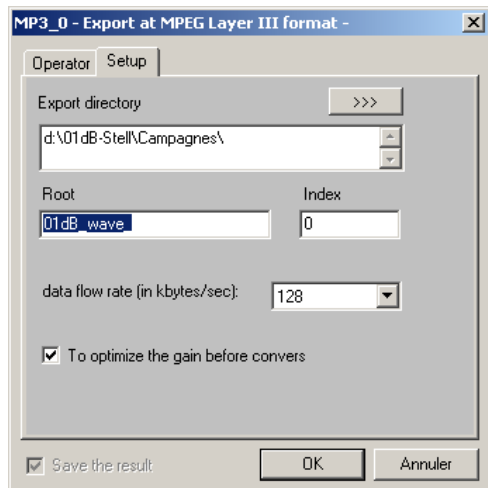 MP3_0 - Export at MPEG Layer III format -
Operator Setup
Export directory >>>
d:\01dB-Stell\Campagnes\
Root Index
01dB_wave_ 0
data flow rate (in kbytes/sec): 128
To optimize the gain before convers
Save the result OK Annuler